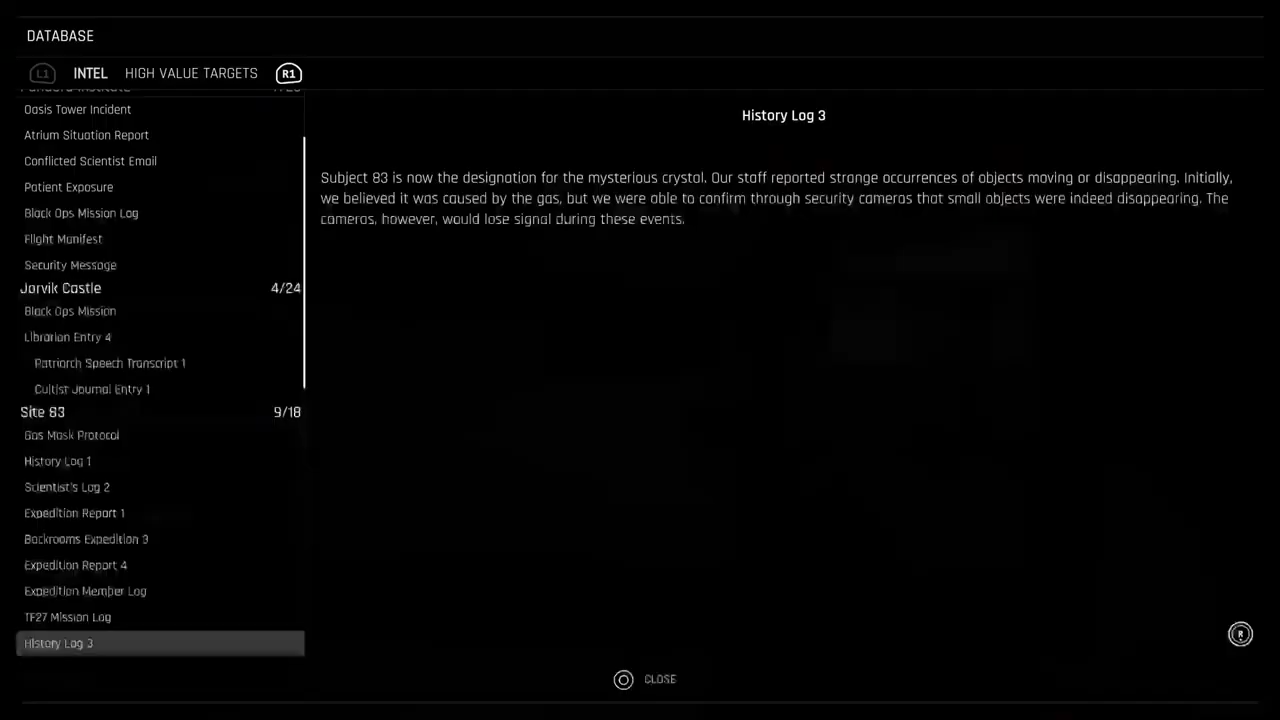 DATABASE
L1 INTEL HIGH VALUE TARGETS R1
Oasis Tower Incident
Atrium Situation Report
Conflicted Scientist Email
Patient Exposure
Black Ops Mission Log
Flight Manifest
Security Message
Jorvik Castle 4/24
Black Ops Mission
Librarian Entry 4
Patriarch Speech Transcript 1
Cultist Journal Entry 1
Site 83 9/18
Gas Mask Protocol
History Log 1
Scientist's Log 2
Expedition Report 1
Backrooms Expedition 3
Expedition Report 4
Expedition Member Log
TF27 Mission Log
History Log 3
History Log 3
Subject 83 is now the designation for the mysterious crystal. Our staff reported strange occurrences of objects moving or disappearing. Initially,
we believed it was caused by the gas, but we were able to confirm through security cameras that small objects were indeed disappearing. The
cameras, however, would lose signal during these events.
R
CLOSE